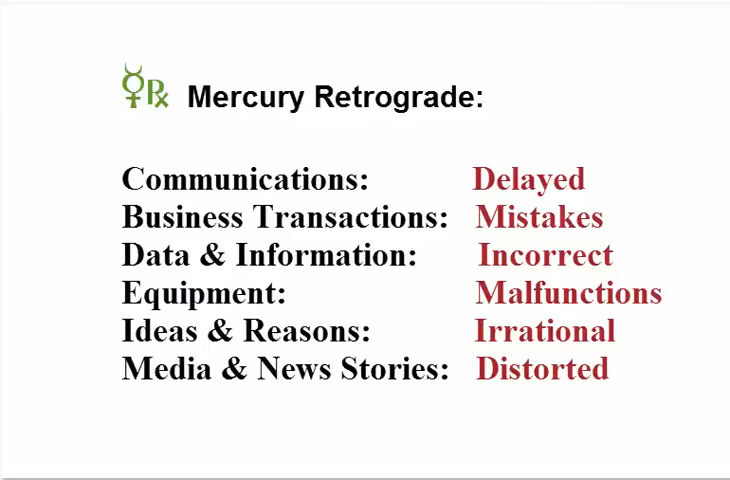 ☿℞ Mercury Retrograde:
Communications: Delayed
Business Transactions: Mistakes
Data & Information: Incorrect
Equipment: Malfunctions
Ideas & Reasons: Irrational
Media & News Stories: Distorted